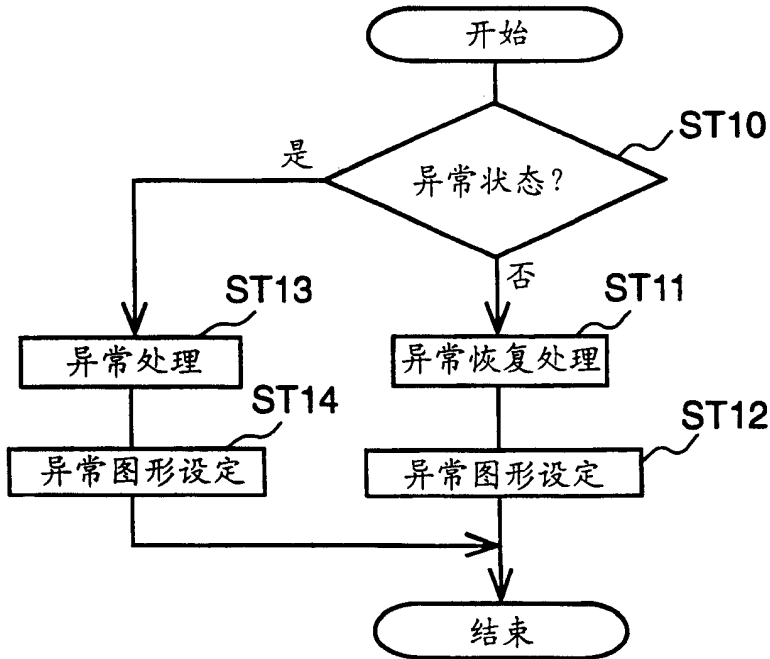 开始
ST10
异常状态？
是
否
ST13
ST11
异常处理
异常恢复处理
ST14
ST12
异常图形设定
异常图形设定
结束